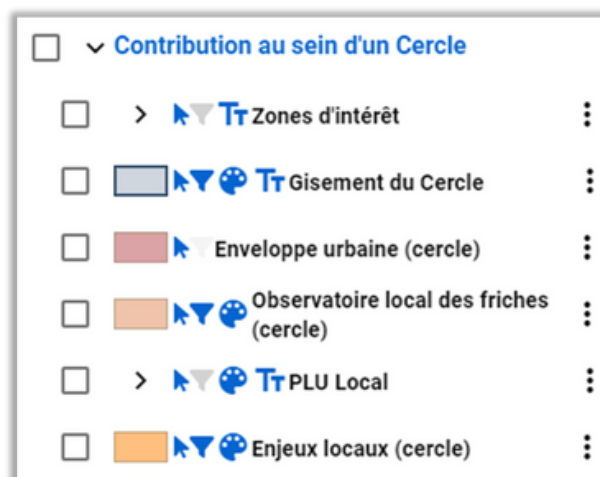 Contribution au sein d'un Cercle
Zones d'intérêt
Gisement du Cercle
Enveloppe urbaine (cercle)
Observatoire local des friches
(cercle)
PLU Local
Enjeux locaux (cercle)